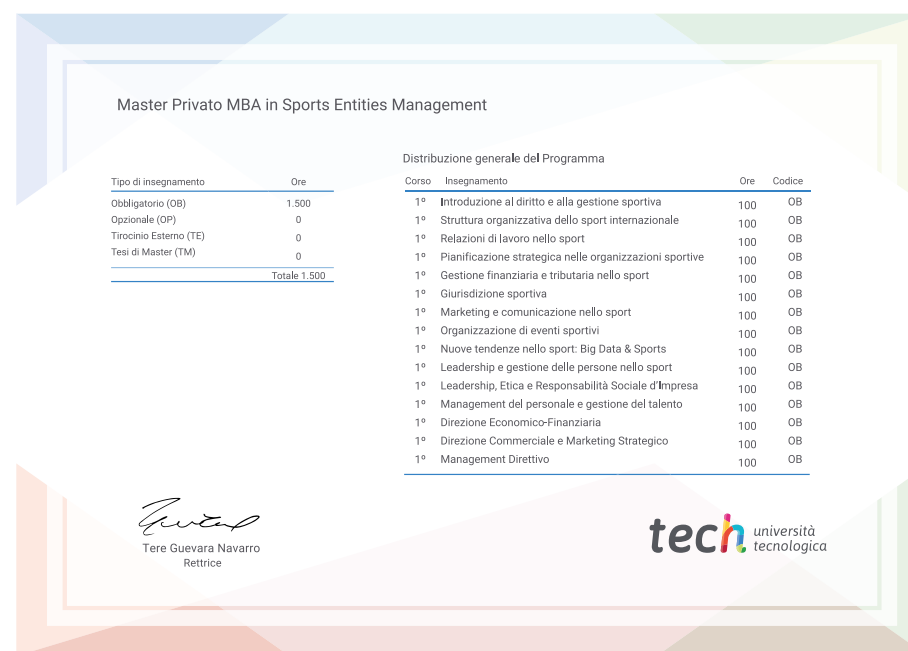 Master Privato MBA in Sports Entities Management
Tipo di insegnamento Ore
Obbligatorio (OB) 1.500
Opzionale (OP) 0
Tirocinio Esterno (TE) 0
Tesi di Master (TM) 0
Totale 1.500
Distribuzione generale del Programma
Corso Insegnamento Ore Codice
1º Introduzione al diritto e alla gestione sportiva 100 OB
1º Struttura organizzativa dello sport internazionale 100 OB
1º Relazioni di lavoro nello sport 100 OB
1º Pianificazione strategica nelle organizzazioni sportive 100 OB
1º Gestione finanziaria e tributaria nello sport 100 OB
1º Giurisdizione sportiva 100 OB
1º Marketing e comunicazione nello sport 100 OB
1º Organizzazione di eventi sportivi 100 OB
1º Nuove tendenze nello sport: Big Data & Sports 100 OB
1º Leadership e gestione delle persone nello sport 100 OB
1º Leadership, Etica e Responsabilità Sociale d'Impresa 100 OB
1º Management del personale e gestione del talento 100 OB
1º Direzione Economico-Finanziaria 100 OB
1º Direzione Commerciale e Marketing Strategico 100 OB
1º Management Direttivo 100 OB
Tere Guevara Navarro
Rettrice
tech università
tecnologica